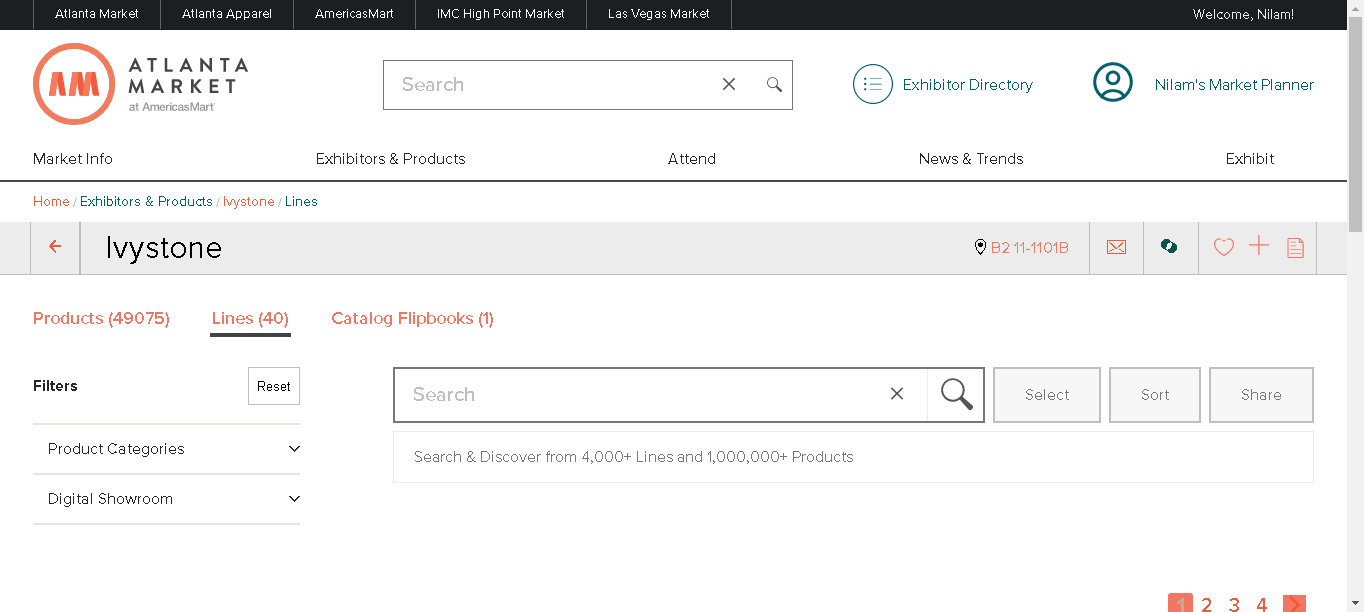 Atlanta Market Atlanta Apparel AmericasMart IMC High Point Market Las Vegas Market Welcome, Nilam!
AM ATLANTA MARKET at AmericasMart
Search
Exhibitor Directory
Nilam's Market Planner
Market Info Exhibitors & Products Attend News & Trends Exhibit
Home / Exhibitors & Products / Ivystone / Lines
Ivystone B2 11-1101B
Products (49075) Lines (40) Catalog Flipbooks (1)
Filters Reset
Search Select Sort Share
Product Categories
Search & Discover from 4,000+ Lines and 1,000,000+ Products
Digital Showroom
1 2 3 4